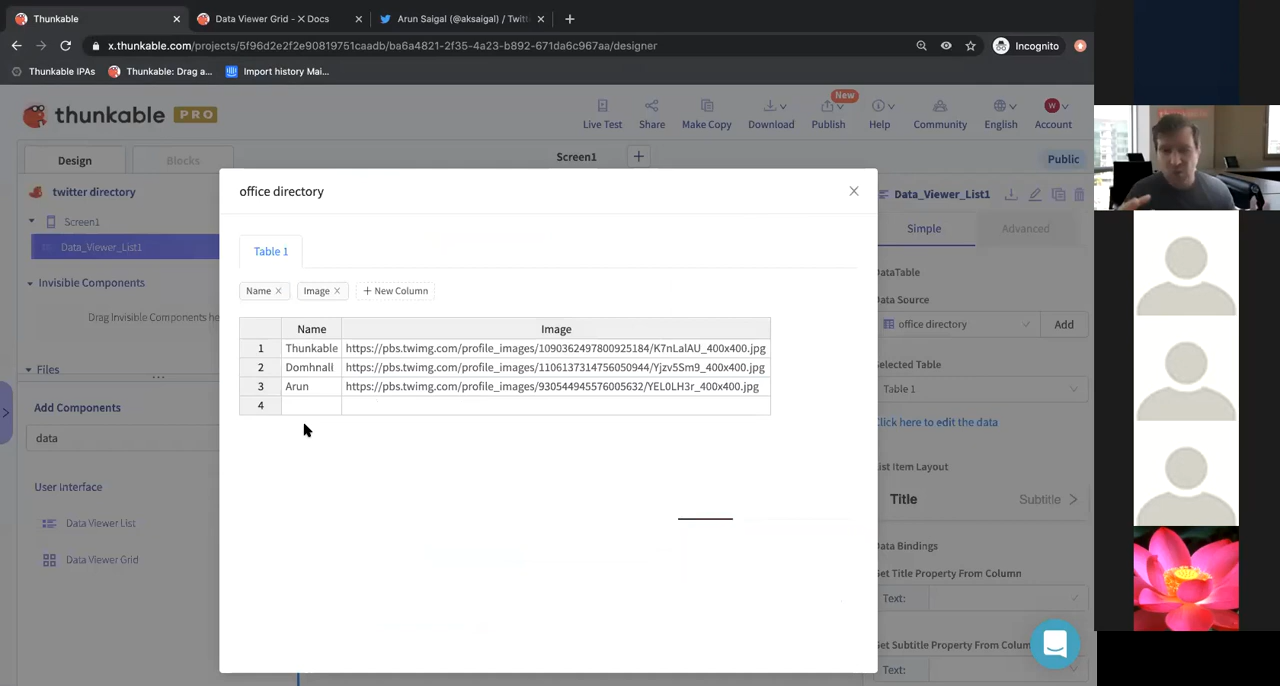 Thunkable
Data Viewer Grid - X Docs
Arun Saigal (@aksaigal) / Twitt
x.thunkable.com/projects/5f96d2e2f2e90819751caadb/ba6a4821-2f35-4a23-b892-671da6c967aa/designer
Incognito
Thunkable IPAs
Thunkable: Drag a...
Import history Mai...
thunkable PRO
New
Live Test
Share
Make Copy
Download
Publish
Help
Community
English
W
Account
Design
Blocks
Screen1
Public
twitter directory
Screen1
Data_Viewer_List1
Invisible Components
Drag Invisible Components he
Files
Add Components
data
User Interface
Data Viewer List
Data Viewer Grid
office directory
Table 1
Name
Image
+ New Column
Name Image
1 Thunkable https://pbs.twimg.com/profile_images/1090362497800925184/K7nLalAU_400x400.jpg
2 Domhnall https://pbs.twimg.com/profile_images/1106137314756050944/Yjzv5Sm9_400x400.jpg
3 Arun https://pbs.twimg.com/profile_images/930544945576005632/YEL0LH3r_400x400.jpg
4
Data_Viewer_List1
Simple
Advanced
DataTable
Data Source
office directory
Add
Selected Table
Table 1
Click here to edit the data
List Item Layout
Title
Subtitle
Data Bindings
Set Title Property From Column
Text:
Set Subtitle Property From Colum
Text: